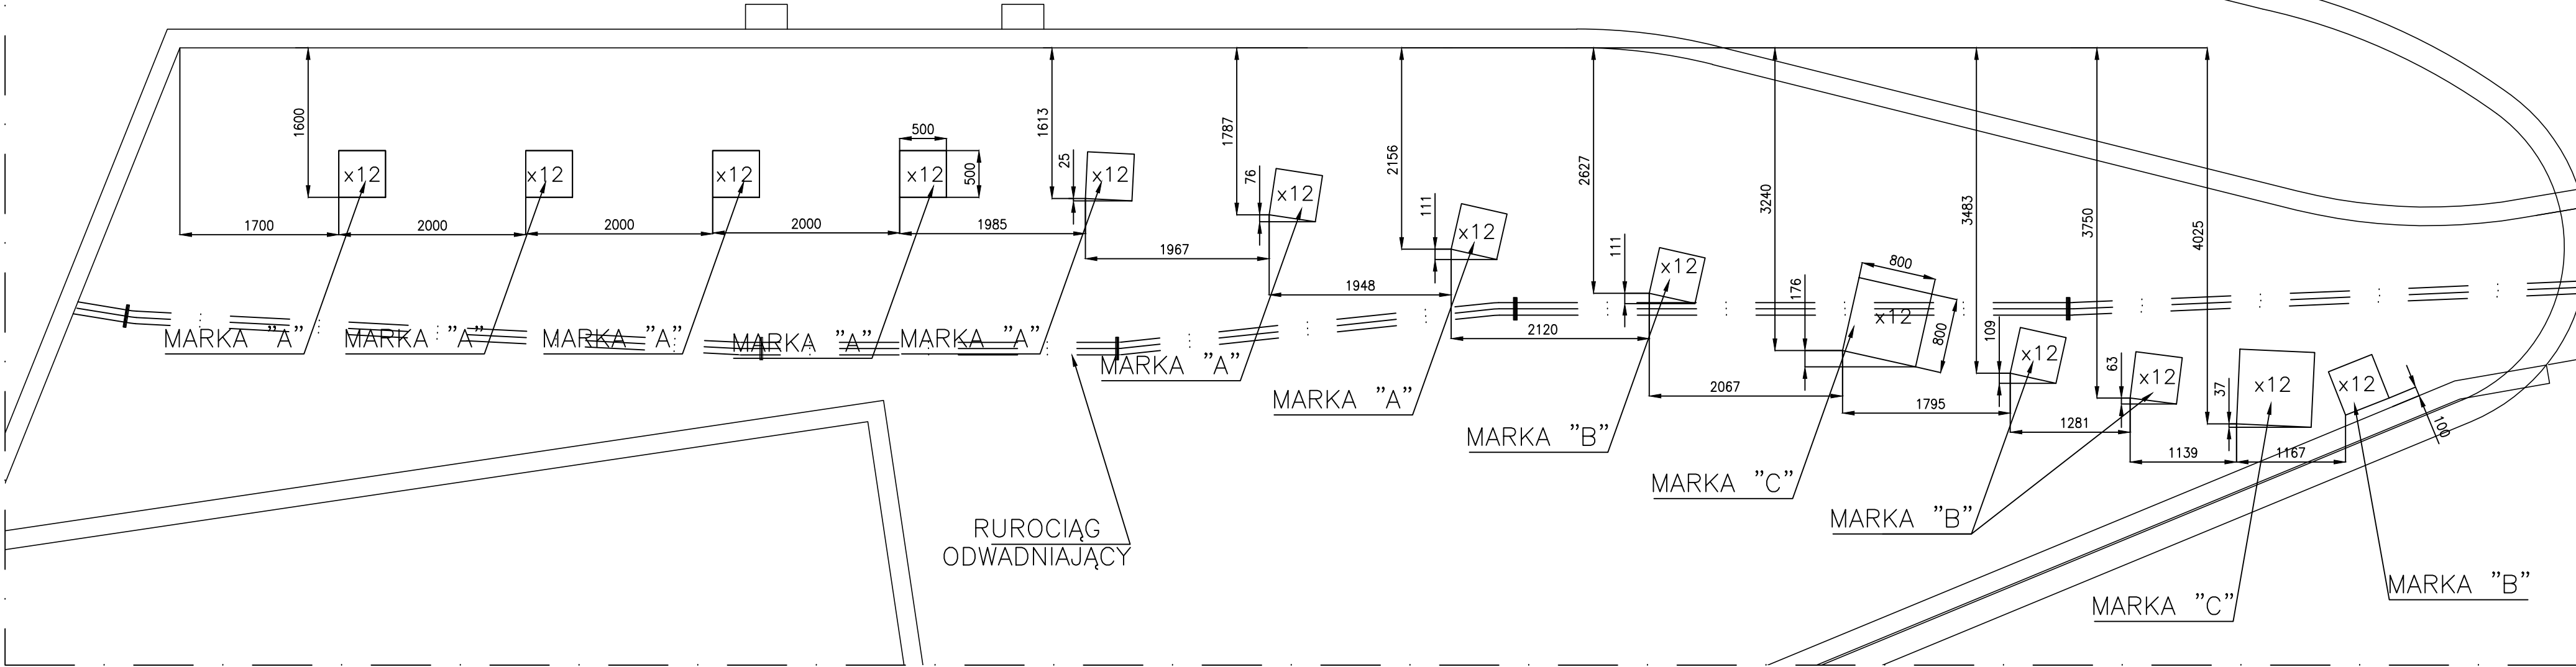 1600
1613
1787
2156
2627
3240
3483
3750
4025
500
500
25
76
111
111
176
800
800
109
63
37
100
x12
x12
x12
x12
x12
x12
x12
x12
x12
x12
x12
x12
x12
1700
2000
2000
2000
1985
1967
1948
2120
2067
1795
1281
1139
1167
MARKA "A"
MARKA "A"
MARKA "A"
MARKA "A"
MARKA "A"
MARKA "A"
MARKA "A"
MARKA "B"
MARKA "C"
MARKA "B"
MARKA "C"
MARKA "B"
RUROCIĄG
ODWADNIAJĄCY